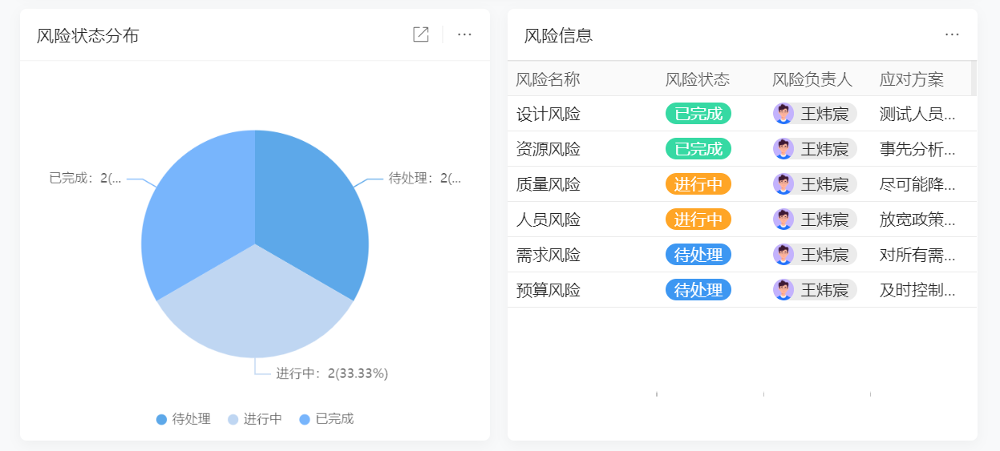 风险状态分布
已完成：2(...
待处理：2(...
进行中：2(33.33%)
待处理 进行中 已完成
风险信息
风险名称 风险状态 风险负责人 应对方案
设计风险 已完成 王炜宸 测试人员...
资源风险 已完成 王炜宸 事先分析...
质量风险 进行中 王炜宸 尽可能降...
人员风险 进行中 王炜宸 放宽政策...
需求风险 待处理 王炜宸 对所有需...
预算风险 待处理 王炜宸 及时控制...